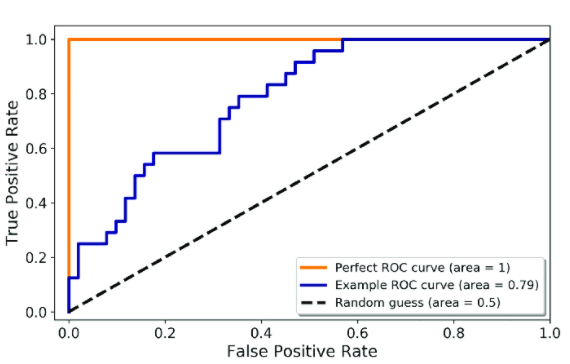 1.0
0.8
0.6
0.4
0.2
0.0
True Positive Rate
Perfect ROC curve (area = 1)
Example ROC curve (area = 0.79)
Random guess (area = 0.5)
0.0 0.2 0.4 0.6 0.8 1.0
False Positive Rate